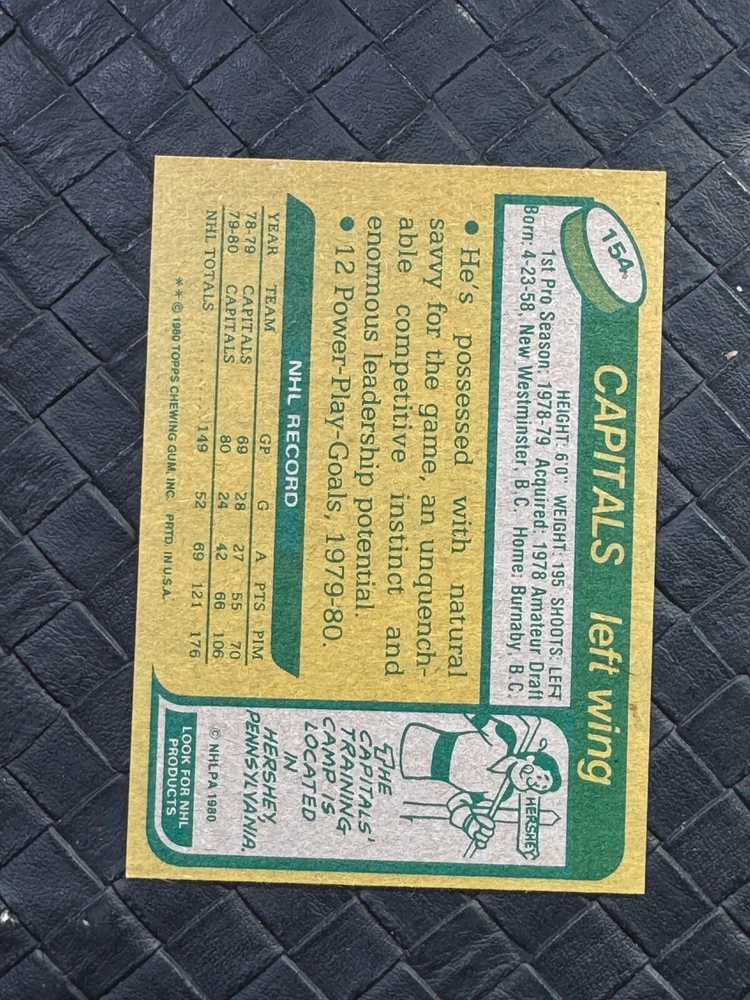 154
CAPITALS left wing
HEIGHT: 6'0" WEIGHT: 195 SHOOTS: LEFT
1st Pro Season: 1978-79 Acquired: 1978 Amateur Draft
Born: 4-23-58, New Westminster, B.C. Home: Burnaby, B.C.
• He's possessed with natural
savvy for the game, an unquench-
able competitive instinct and
enormous leadership potential.
• 12 Power-Play-Goals, 1979-80.
NHL RECORD
YEAR TEAM GP G A PTS PIM
78-79 CAPITALS 69 28 27 55 70
79-80 CAPITALS 80 24 42 66 106
NHL TOTALS 149 52 69 121 176
** © 1980 TOPPS CHEWING GUM, INC. PRTD. IN U.S.A.
HERSHEY
THE
CAPITALS'
TRAINING
CAMP IS
LOCATED
IN
HERSHEY,
PENNSYLVANIA.
© NHLPA 1980
LOOK FOR NHL
PRODUCTS